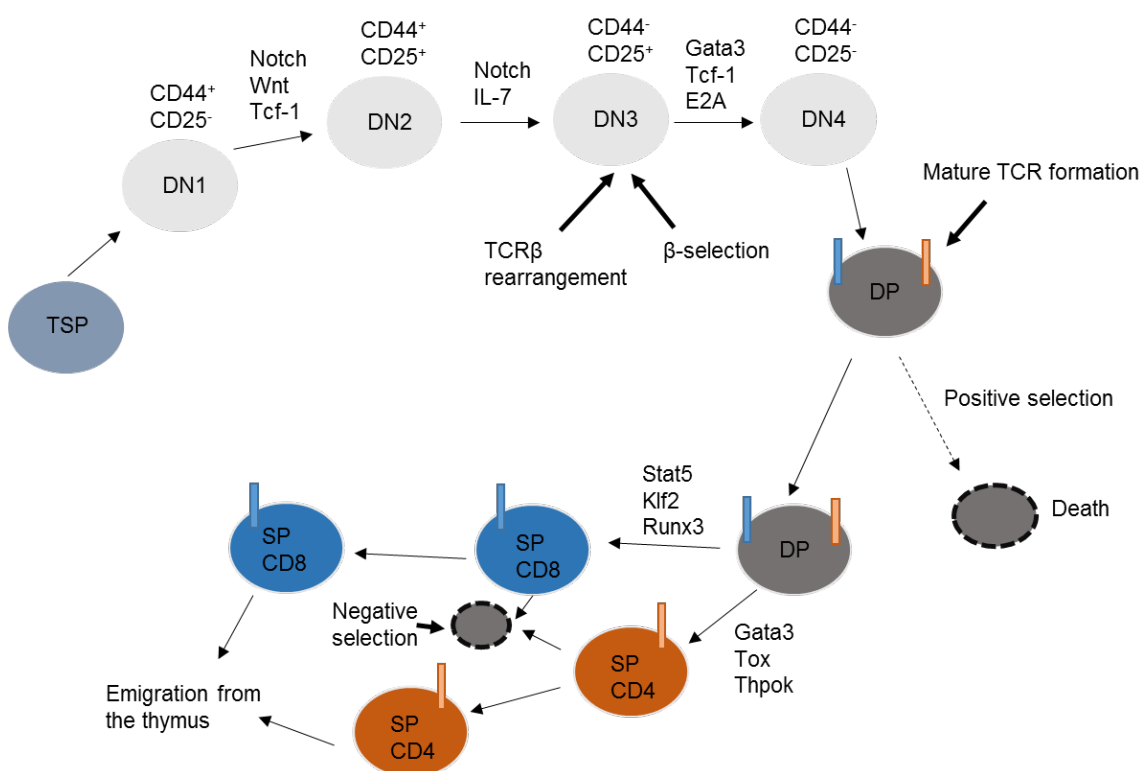 CD44⁺
CD25⁻
DN1
Notch
Wnt
Tcf-1
CD44⁺
CD25⁺
DN2
Notch
IL-7
CD44⁻
CD25⁺
DN3
Gata3
Tcf-1
E2A
CD44⁻
CD25⁻
DN4
TSP
TCRβ
rearrangement
β-selection
Mature TCR formation
DP
Positive selection
Death
DP
Stat5
Klf2
Runx3
SP
CD8
SP
CD8
Negative
selection
Gata3
Tox
Thpok
SP
CD4
SP
CD4
Emigration from
the thymus